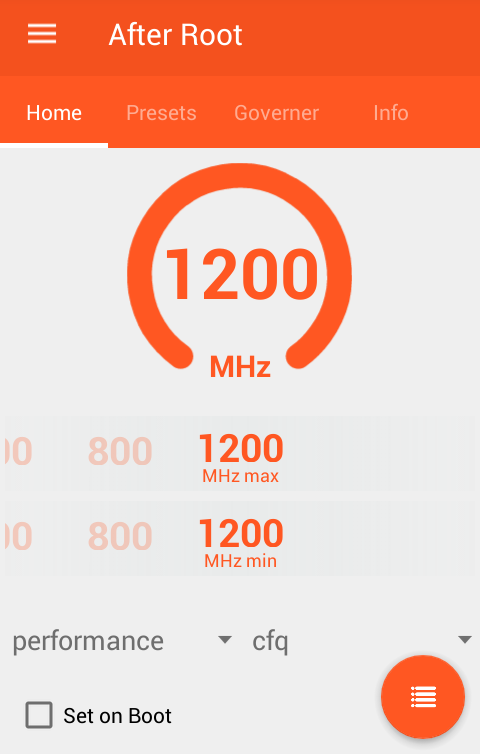 After Root
Home Presets Governer Info
1200
MHz
00 800 1200
MHz max
00 800 1200
MHz min
performance cfq
Set on Boot